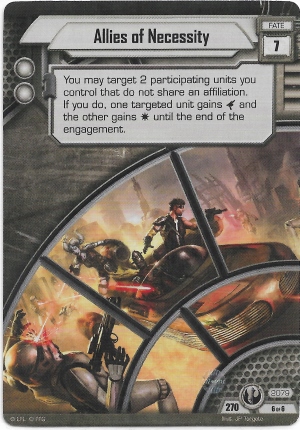 Allies of Necessity
FATE
7
You may target 2 participating units you
control that do not share an affiliation.
If you do, one targeted unit gains and
the other gains until the end of the
engagement.
© LFL © FFG
270
6 of 6